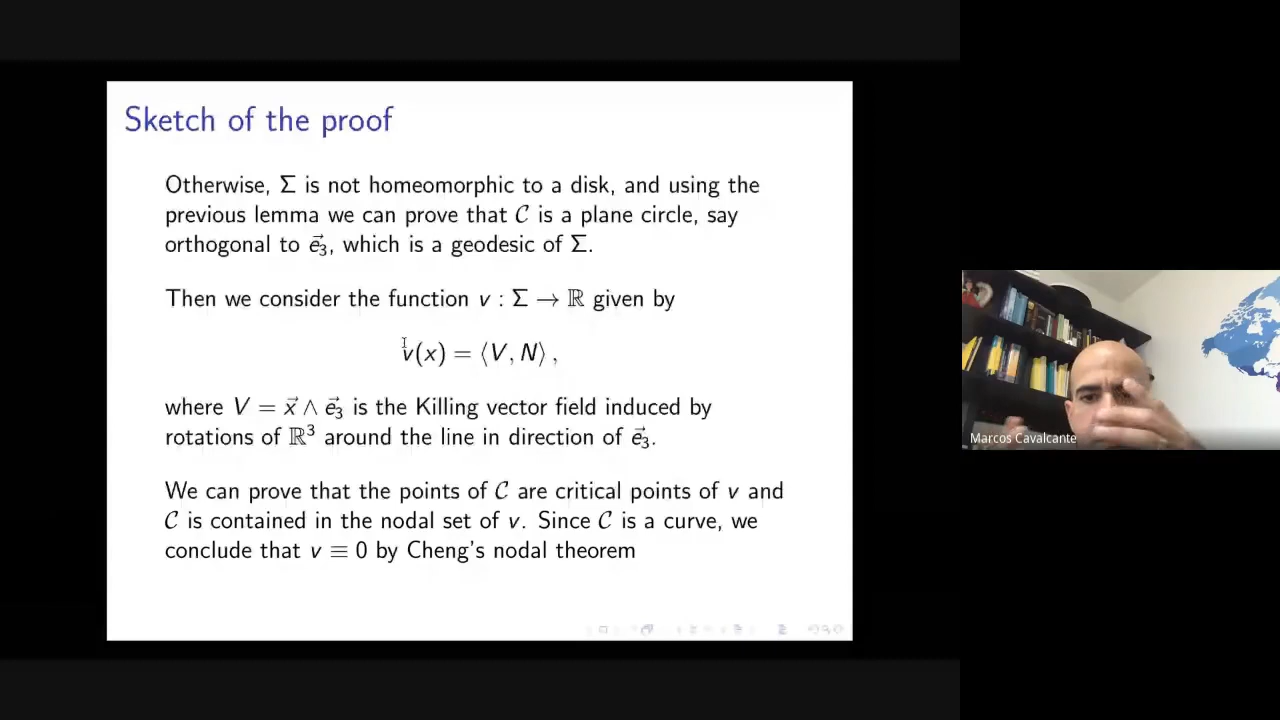 Sketch of the proof
Otherwise, Σ is not homeomorphic to a disk, and using the
previous lemma we can prove that 𝒞 is a plane circle, say
orthogonal to e⃗₃, which is a geodesic of Σ.
Then we consider the function v : Σ → ℝ given by
v(x) = ⟨V, N⟩ ,
where V = x⃗ ∧ e⃗₃ is the Killing vector field induced by
rotations of ℝ³ around the line in direction of e⃗₃.
We can prove that the points of 𝒞 are critical points of v and
𝒞 is contained in the nodal set of v. Since 𝒞 is a curve, we
conclude that v ≡ 0 by Cheng's nodal theorem
Marcos Cavalcante